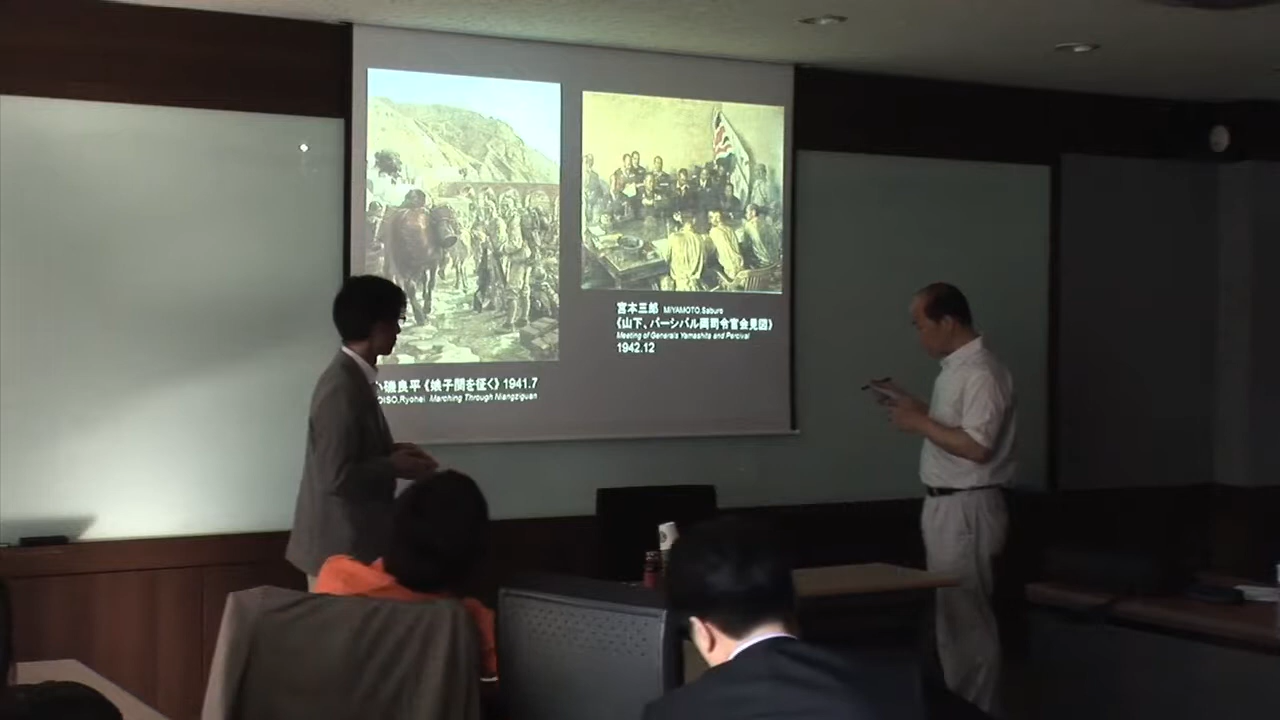 小磯良平《娘子関を征く》 1941.7
OISO.Ryohei Marching Through Niangziguan
宮本三郎 MIYAMOTO.Saburo
《山下、パーシバル両司令官会見図》
Meeting of Generals Yamashita and Percival
1942.12